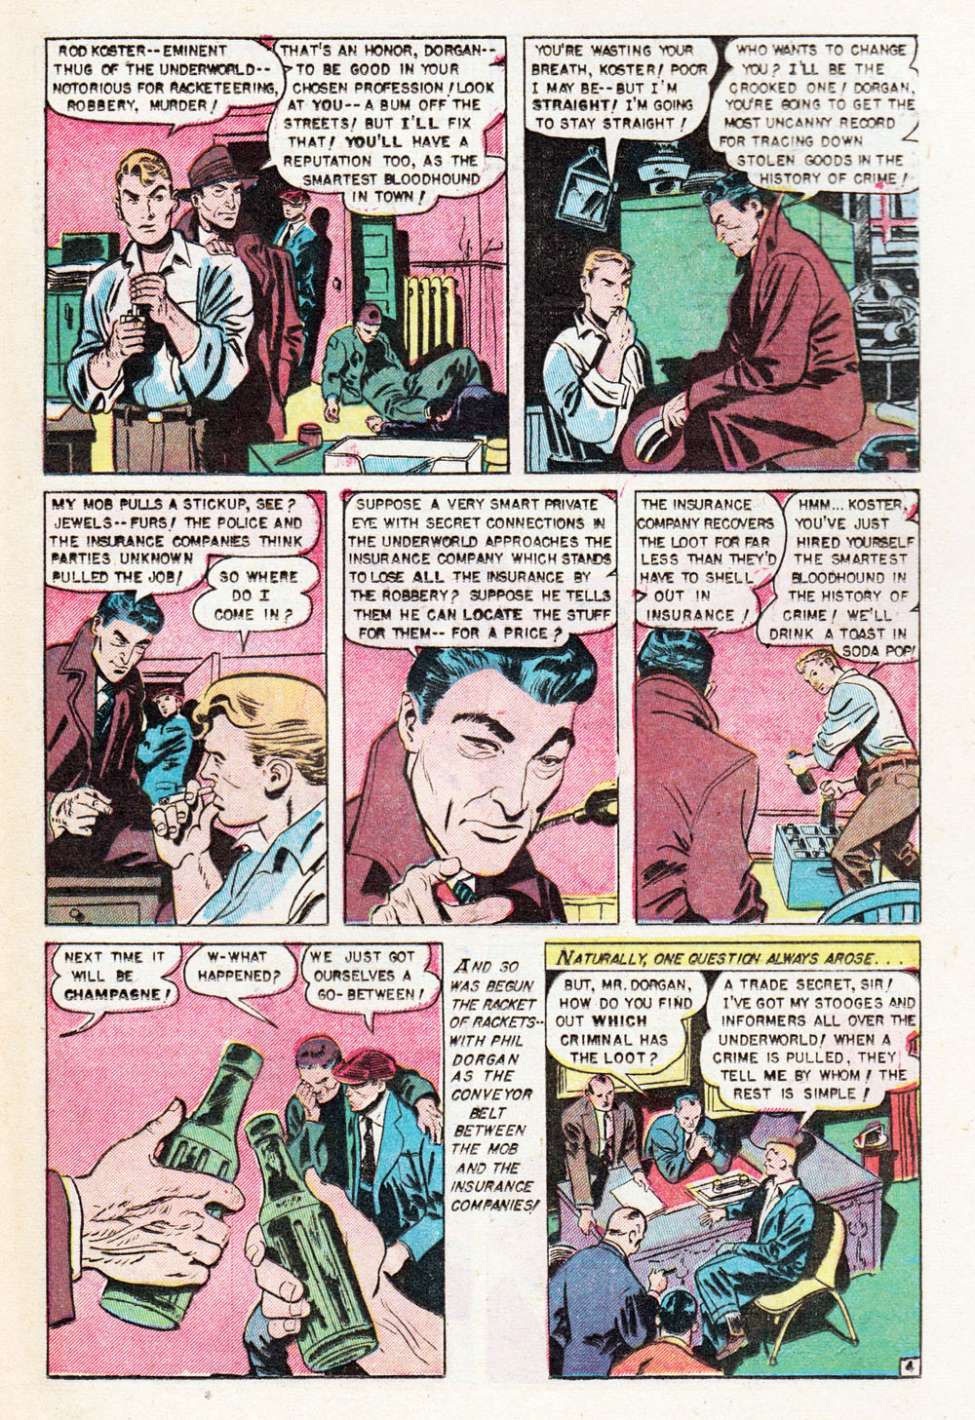 ROD KOSTER--EMINENT
THUG OF THE UNDERWORLD--
NOTORIOUS FOR RACKETEERING,
ROBBERY, MURDER!
THAT'S AN HONOR, DORGAN--
TO BE GOOD IN YOUR
CHOSEN PROFESSION! LOOK
AT YOU-- A BUM OFF THE
STREETS! BUT I'LL FIX
THAT! YOU'LL HAVE A
REPUTATION TOO, AS THE
SMARTEST BLOODHOUND
IN TOWN!
YOU'RE WASTING YOUR
BREATH, KOSTER! POOR
I MAY BE--BUT I'M
STRAIGHT! I'M GOING
TO STAY STRAIGHT!
WHO WANTS TO CHANGE
YOU? I'LL BE THE
CROOKED ONE! DORGAN,
YOU'RE GOING TO GET THE
MOST UNCANNY RECORD
FOR TRACING DOWN
STOLEN GOODS IN THE
HISTORY OF CRIME!
MY MOB PULLS A STICKUP, SEE?
JEWELS--FURS! THE POLICE AND
THE INSURANCE COMPANIES THINK
PARTIES UNKNOWN
PULLED THE JOB!
SO WHERE
DO I
COME IN?
SUPPOSE A VERY SMART PRIVATE
EYE WITH SECRET CONNECTIONS IN
THE UNDERWORLD APPROACHES THE
INSURANCE COMPANY WHICH STANDS
TO LOSE ALL THE INSURANCE BY
THE ROBBERY? SUPPOSE HE TELLS
THEM HE CAN LOCATE THE STUFF
FOR THEM-- FOR A PRICE?
THE INSURANCE
COMPANY RECOVERS
THE LOOT FOR FAR
LESS THAN THEY'D
HAVE TO SHELL
OUT IN
INSURANCE!
HMM... KOSTER,
YOU'VE JUST
HIRED YOURSELF
THE SMARTEST
BLOODHOUND IN
THE HISTORY OF
CRIME! WE'LL
DRINK A TOAST IN
SODA POP!
NEXT TIME IT
WILL BE
CHAMPAGNE!
W-WHAT
HAPPENED?
WE JUST GOT
OURSELVES A
GO-BETWEEN!
AND SO
WAS BEGUN
THE RACKET
OF RACKETS--
WITH PHIL
DORGAN
AS THE
CONVEYOR
BELT
BETWEEN
THE MOB
AND THE
INSURANCE
COMPANIES!
NATURALLY, ONE QUESTION ALWAYS AROSE...
BUT, MR. DORGAN,
HOW DO YOU FIND
OUT WHICH
CRIMINAL HAS
THE LOOT?
A TRADE SECRET, SIR!
I'VE GOT MY STOOGES AND
INFORMERS ALL OVER THE
UNDERWORLD! WHEN A
CRIME IS PULLED, THEY
TELL ME BY WHOM! THE
REST IS SIMPLE!
4